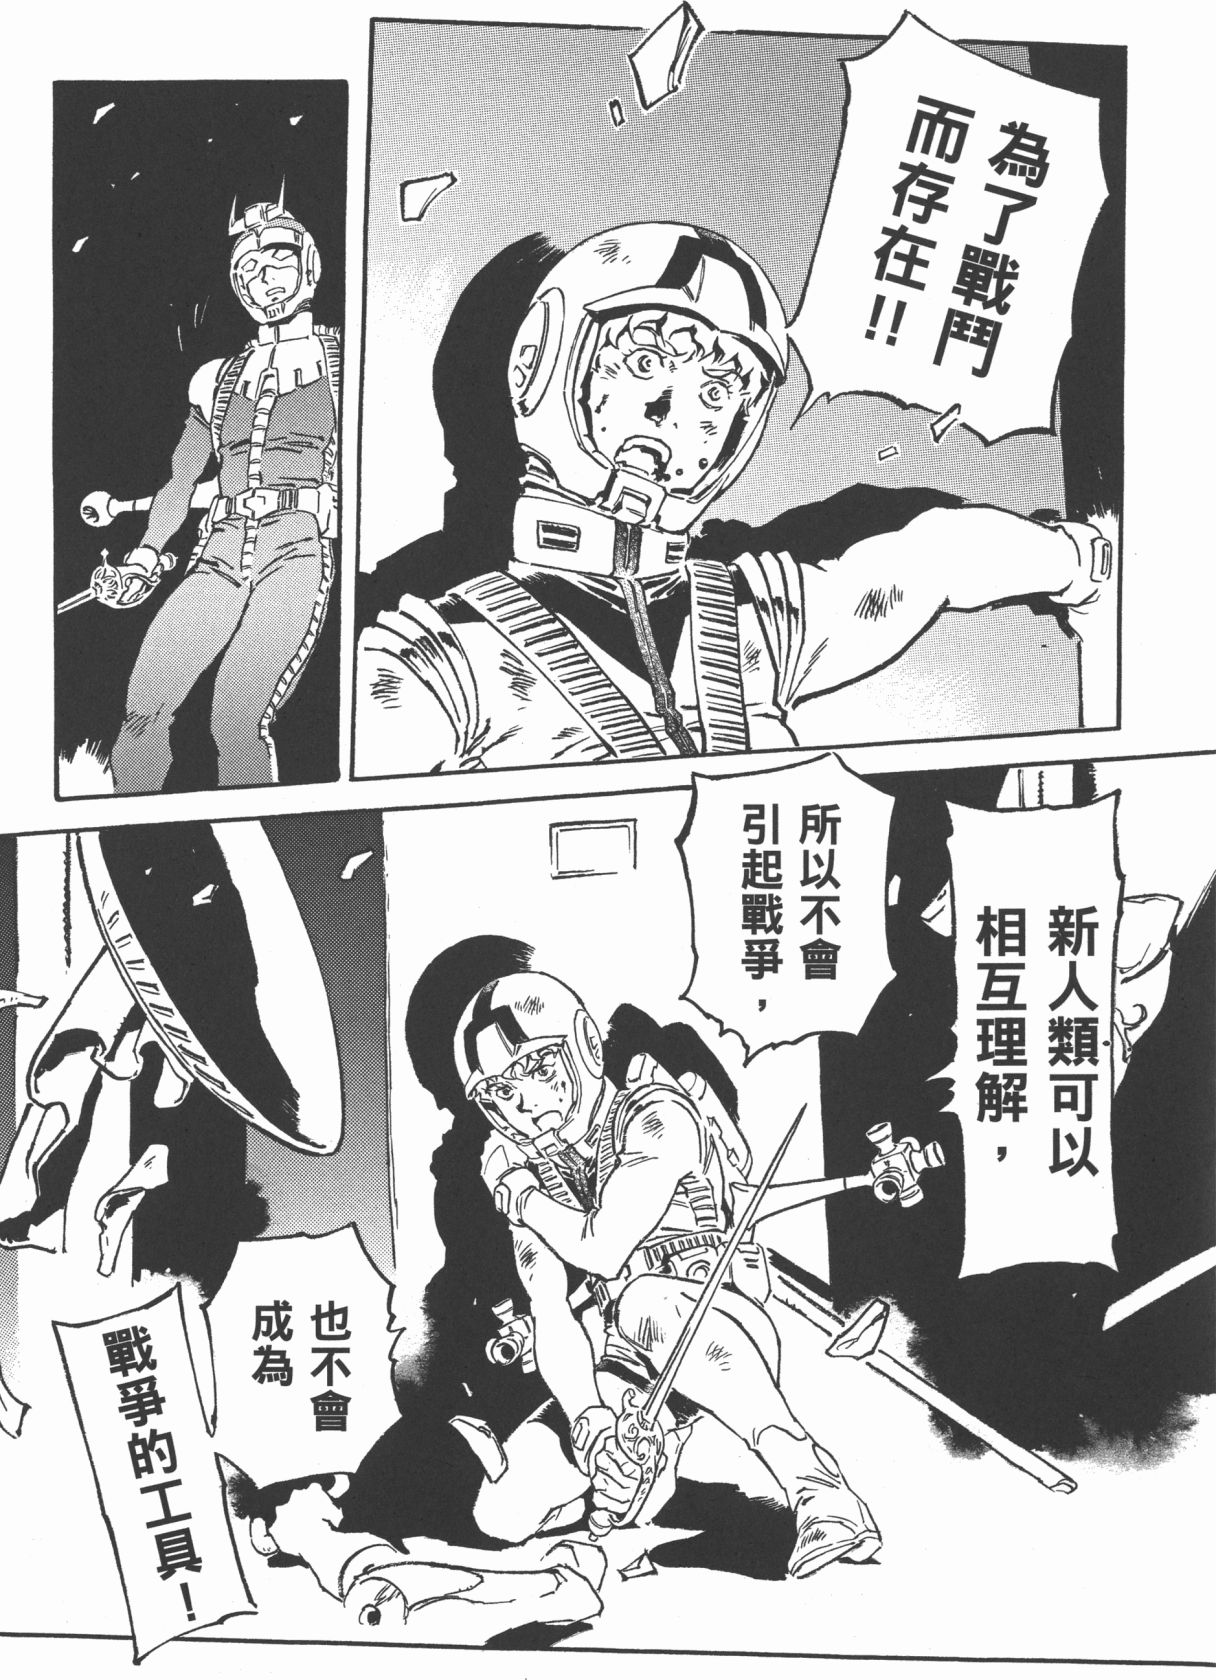 為了戰鬥
而存在!!
新人類可以
相互理解，
所以不會
引起戰爭，
也不會
成為
戰爭的工具！